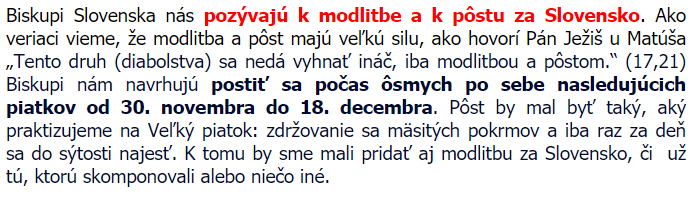 Biskupi Slovenska nás pozývajú k modlitbe a k pôstu za Slovensko. Ako
veriaci vieme, že modlitba a pôst majú veľkú silu, ako hovorí Pán Ježiš u Matúša
„Tento druh (diabolstva) sa nedá vyhnať ináč, iba modlitbou a pôstom." (17,21)
Biskupi nám navrhujú postiť sa počas ôsmych po sebe nasledujúcich
piatkov od 30. novembra do 18. decembra. Pôst by mal byť taký, aký
praktizujeme na Veľký piatok: zdržovanie sa mäsitých pokrmov a iba raz za deň
sa do sýtosti najesť. K tomu by sme mali pridať aj modlitbu za Slovensko, či už
tú, ktorú skomponovali alebo niečo iné.